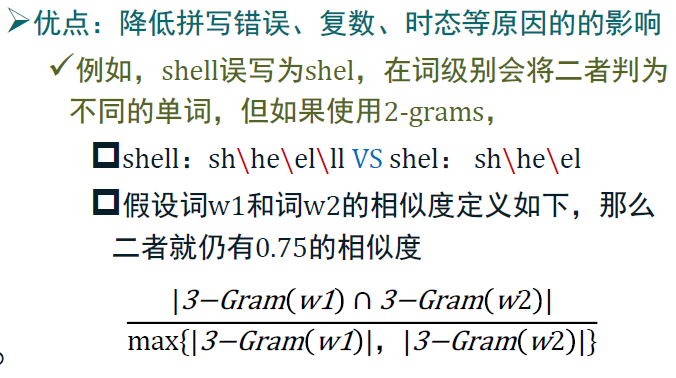 ➢优点：降低拼写错误、复数、时态等原因的的影响
✓例如，shell误写为shel，在词级别会将二者判为
不同的单词，但如果使用2-grams，
❑shell：sh\he\el\ll VS shel： sh\he\el
❑假设词w1和词w2的相似度定义如下，那么
二者就仍有0.75的相似度
|3−Gram(w1) ∩ 3−Gram(w2)|
max{|3−Gram(w1)|，|3−Gram(w2)|}